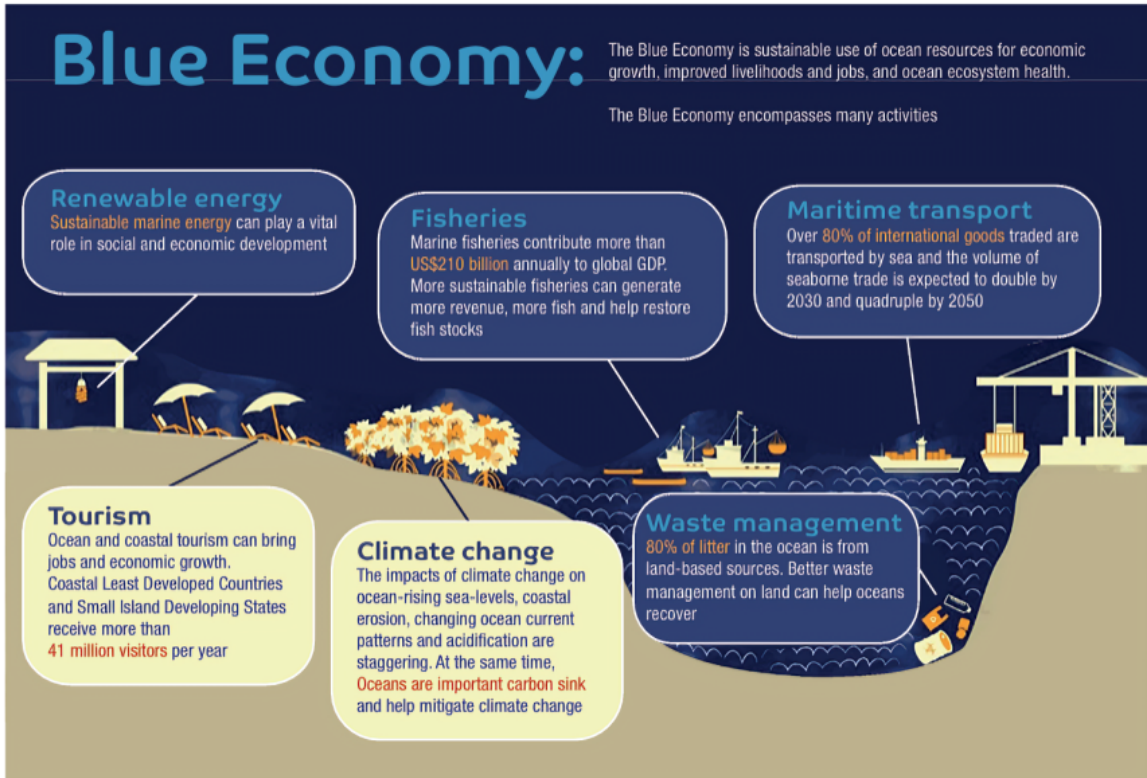 Blue Economy:
The Blue Economy is sustainable use of ocean resources for economic
growth, improved livelihoods and jobs, and ocean ecosystem health.
The Blue Economy encompasses many activities
Renewable energy
Sustainable marine energy can play a vital
role in social and economic development
Fisheries
Marine fisheries contribute more than
US$210 billion annually to global GDP.
More sustainable fisheries can generate
more revenue, more fish and help restore
fish stocks
Maritime transport
Over 80% of international goods traded are
transported by sea and the volume of
seaborne trade is expected to double by
2030 and quadruple by 2050
Tourism
Ocean and coastal tourism can bring
jobs and economic growth.
Coastal Least Developed Countries
and Small Island Developing States
receive more than
41 million visitors per year
Climate change
The impacts of climate change on
ocean-rising sea-levels, coastal
erosion, changing ocean current
patterns and acidification are
staggering. At the same time,
Oceans are important carbon sink
and help mitigate climate change
Waste management
80% of litter in the ocean is from
land-based sources. Better waste
management on land can help oceans
recover